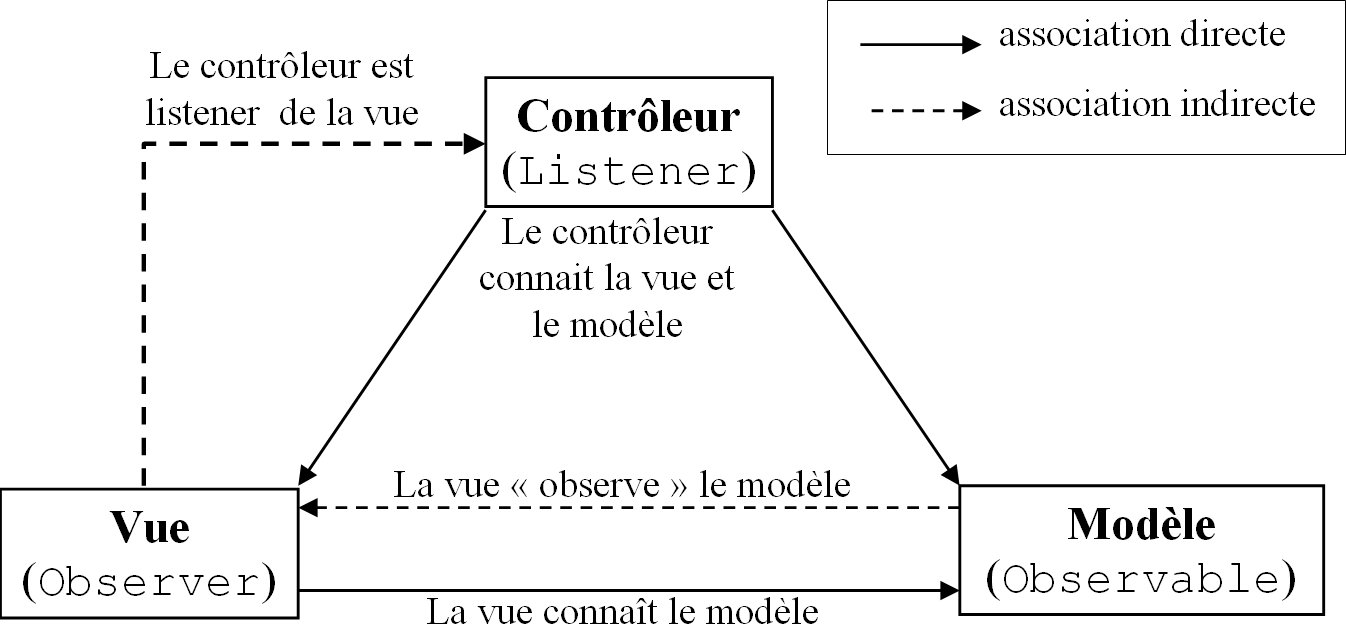 association directe
association indirecte
Le contrôleur est
listener de la vue
Contrôleur
(Listener)
Le contrôleur
connait la vue et
le modèle
La vue « observe » le modèle
Vue
(Observer)
Modèle
(Observable)
La vue connaît le modèle